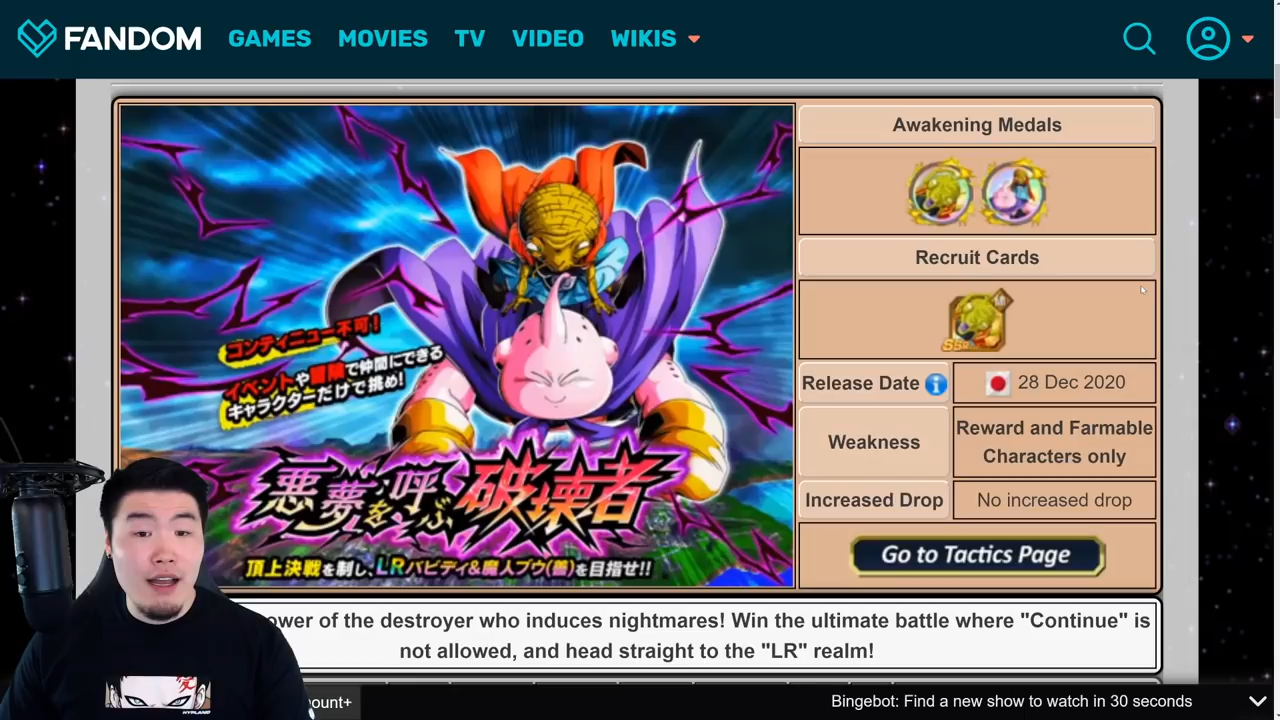 FANDOM GAMES MOVIES TV VIDEO WIKIS
コンティニュー不可!
イベントや冒険で仲間にできる
キャラクターだけで挑め!
悪夢を呼ぶ破壊者
頂上決戦を制し、LRバビディ&魔人ブウ(善)を目指せ!!
Awakening Medals
Recruit Cards
SSR
Release Date
28 Dec 2020
Weakness
Reward and Farmable
Characters only
Increased Drop
No increased drop
Go to Tactics Page
ower of the destroyer who induces nightmares! Win the ultimate battle where "Continue" is
not allowed, and head straight to the "LR" realm!
HYPLAND
ount+
Bingebot: Find a new show to watch in 30 seconds